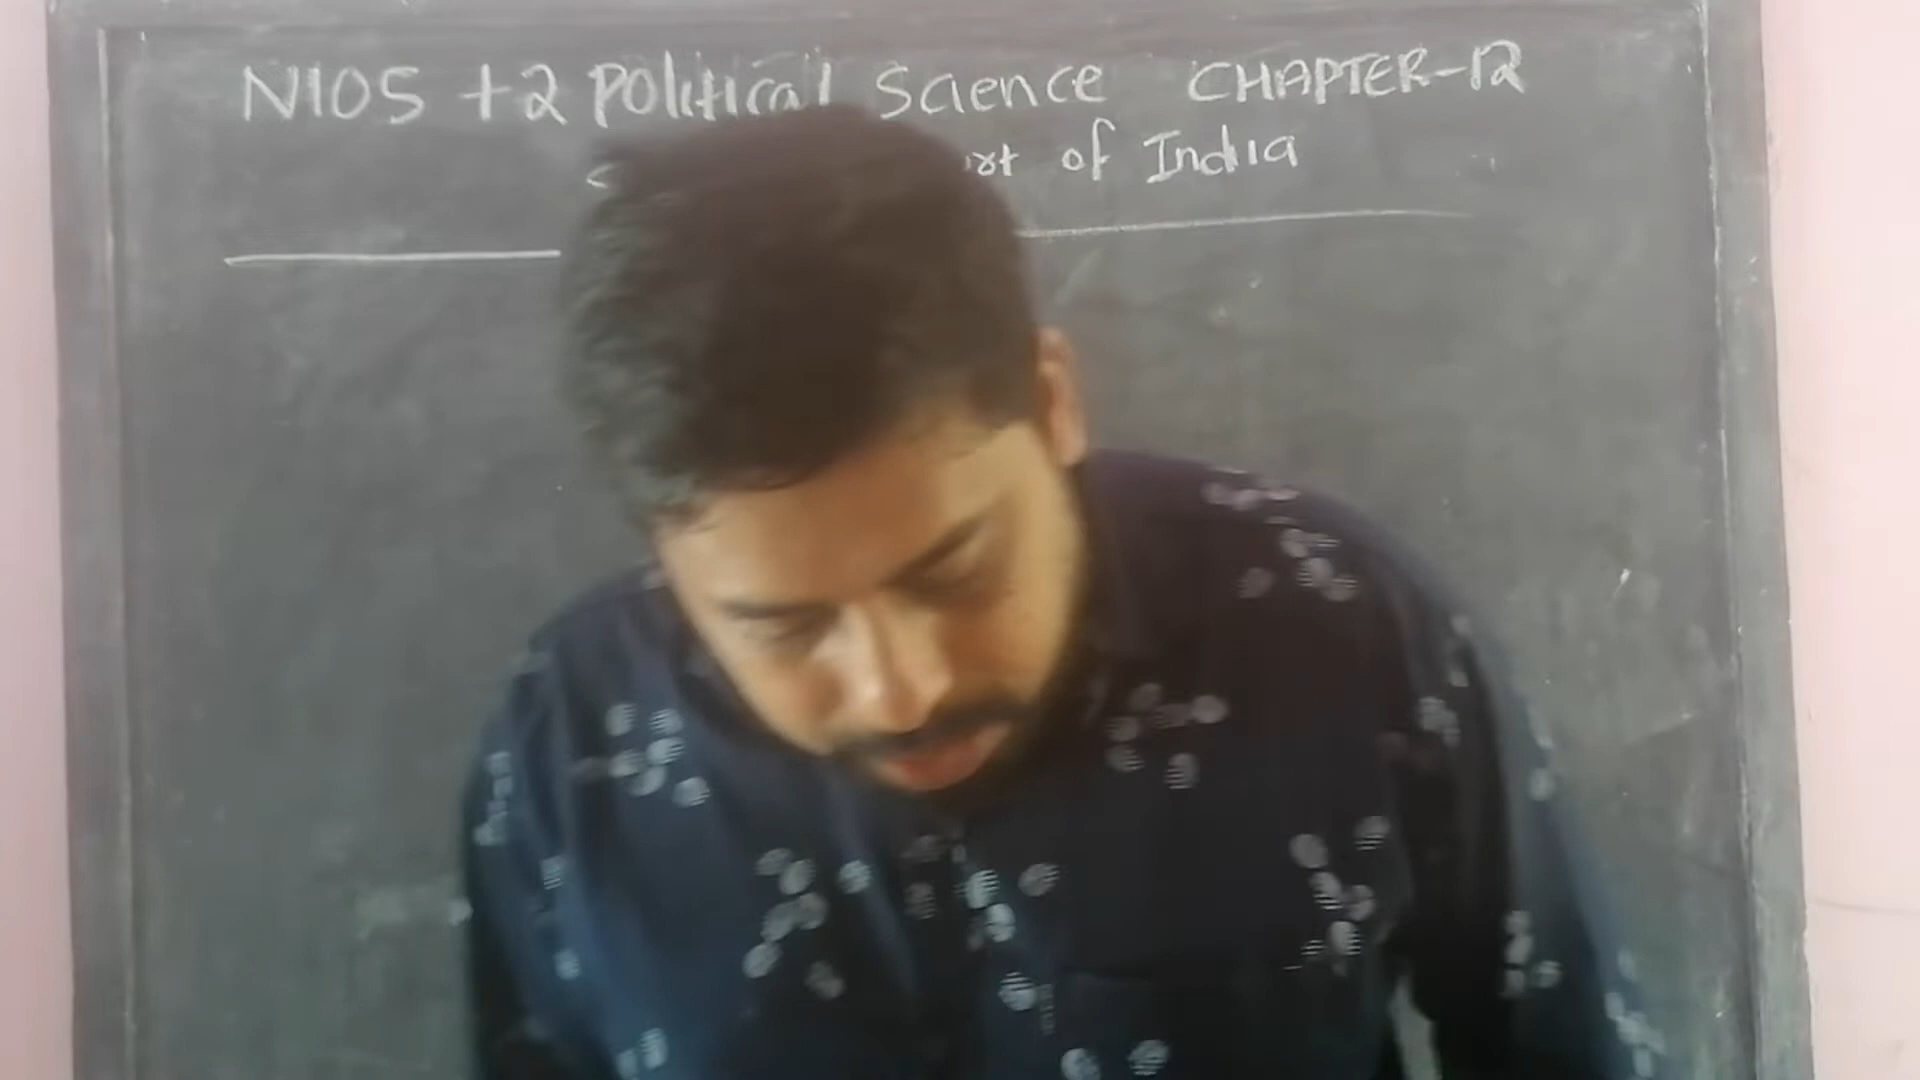 NIOS +2 Political Science CHAPTER-12
of India